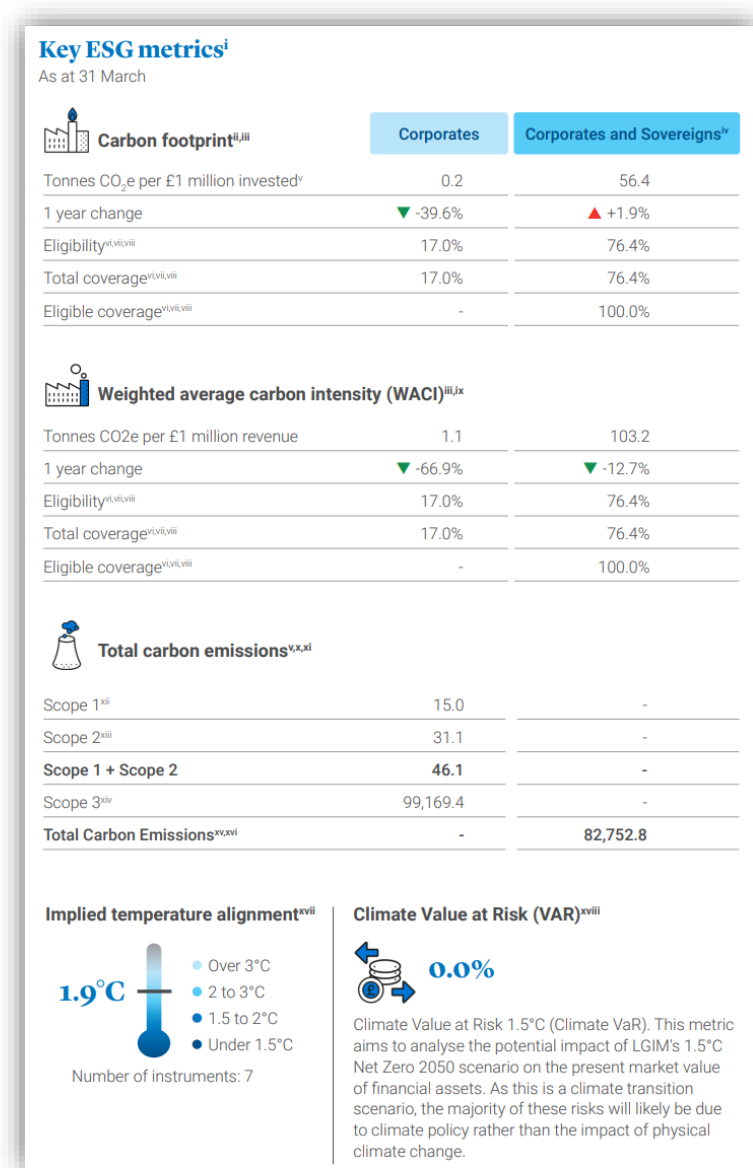 Key ESG metricsⁱ
As at 31 March
Carbon footprintⁱⁱ,ⁱⁱⁱ
Corporates
Corporates and Sovereignsⁱᵛ
Tonnes CO₂e per £1 million investedᵛ 0.2 56.4
1 year change ▼ -39.6% ▲ +1.9%
Eligibilityᵛⁱ,ᵛⁱⁱ,ᵛⁱⁱⁱ 17.0% 76.4%
Total coverageᵛⁱ,ᵛⁱⁱ,ᵛⁱⁱⁱ 17.0% 76.4%
Eligible coverageᵛⁱ,ᵛⁱⁱ,ᵛⁱⁱⁱ - 100.0%
Weighted average carbon intensity (WACI)ⁱⁱⁱ,ⁱˣ
Tonnes CO2e per £1 million revenue 1.1 103.2
1 year change ▼ -66.9% ▼ -12.7%
Eligibilityᵛⁱ,ᵛⁱⁱ,ᵛⁱⁱⁱ 17.0% 76.4%
Total coverageᵛⁱ,ᵛⁱⁱ,ᵛⁱⁱⁱ 17.0% 76.4%
Eligible coverageᵛⁱ,ᵛⁱⁱ,ᵛⁱⁱⁱ - 100.0%
Total carbon emissionsᵛ,ˣ,ˣⁱ
Scope 1ˣⁱⁱ 15.0 -
Scope 2ˣⁱⁱⁱ 31.1 -
Scope 1 + Scope 2 46.1 -
Scope 3ˣⁱᵛ 99,169.4 -
Total Carbon Emissionsˣᵛ,ˣᵛⁱ - 82,752.8
Implied temperature alignmentˣᵛⁱⁱ
1.9°C
Over 3°C
2 to 3°C
1.5 to 2°C
Under 1.5°C
Number of instruments: 7
Climate Value at Risk (VAR)ˣᵛⁱⁱⁱ
£
0.0%
Climate Value at Risk 1.5°C (Climate VaR). This metric
aims to analyse the potential impact of LGIM's 1.5°C
Net Zero 2050 scenario on the present market value
of financial assets. As this is a climate transition
scenario, the majority of these risks will likely be due
to climate policy rather than the impact of physical
climate change.